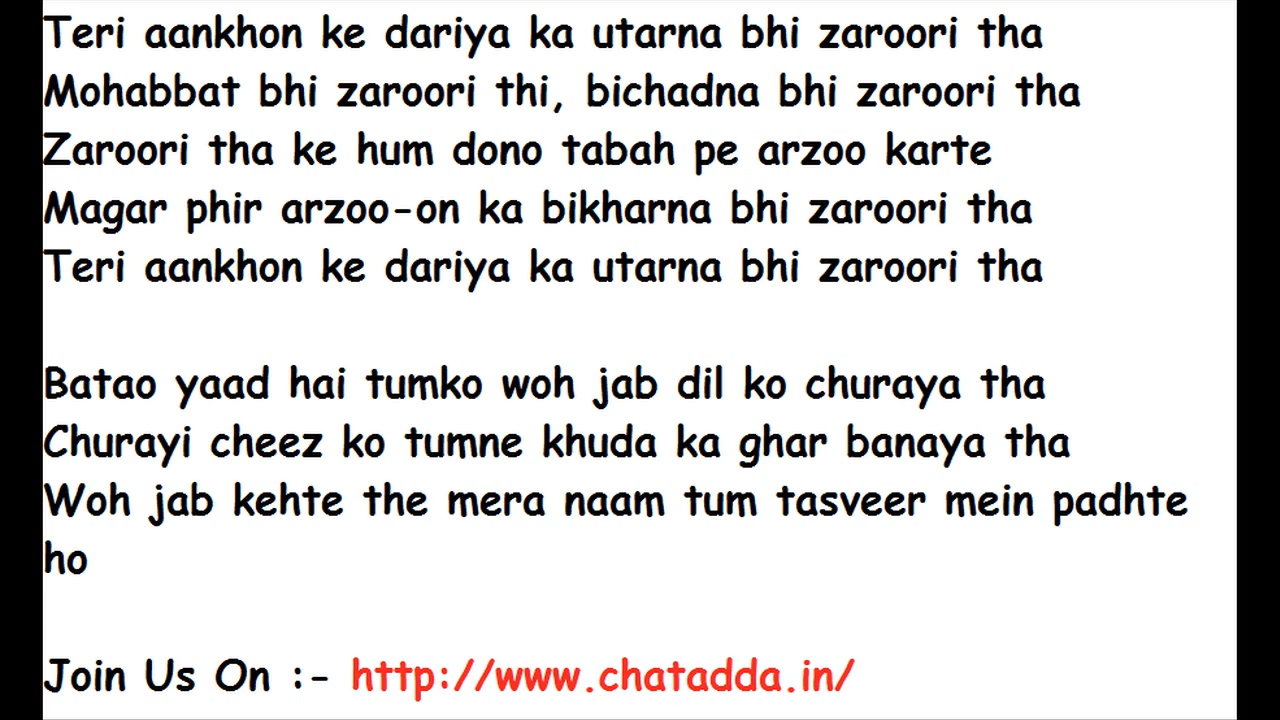 Teri aankhon ke dariya ka utarna bhi zaroori tha
Mohabbat bhi zaroori thi, bichadna bhi zaroori tha
Zaroori tha ke hum dono tabah pe arzoo karte
Magar phir arzoo-on ka bikharna bhi zaroori tha
Teri aankhon ke dariya ka utarna bhi zaroori tha
Batao yaad hai tumko woh jab dil ko churaya tha
Churayi cheez ko tumne khuda ka ghar banaya tha
Woh jab kehte the mera naam tum tasveer mein padhte
ho
Join Us On :- http://www.chatadda.in/